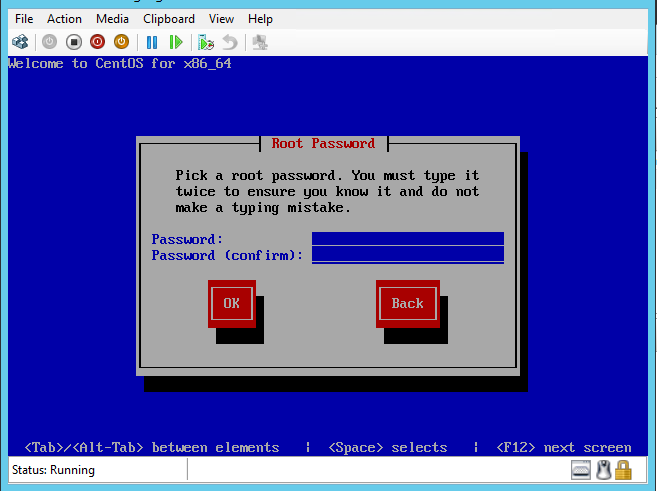 File Action Media Clipboard View Help
Welcome to CentOS for x86_64
Root Password
Pick a root password. You must type it
twice to ensure you know it and do not
make a typing mistake.
Password:
Password (confirm):
OK Back
<Tab>/<Alt-Tab> between elements | <Space> selects | <F12> next screen
Status: Running